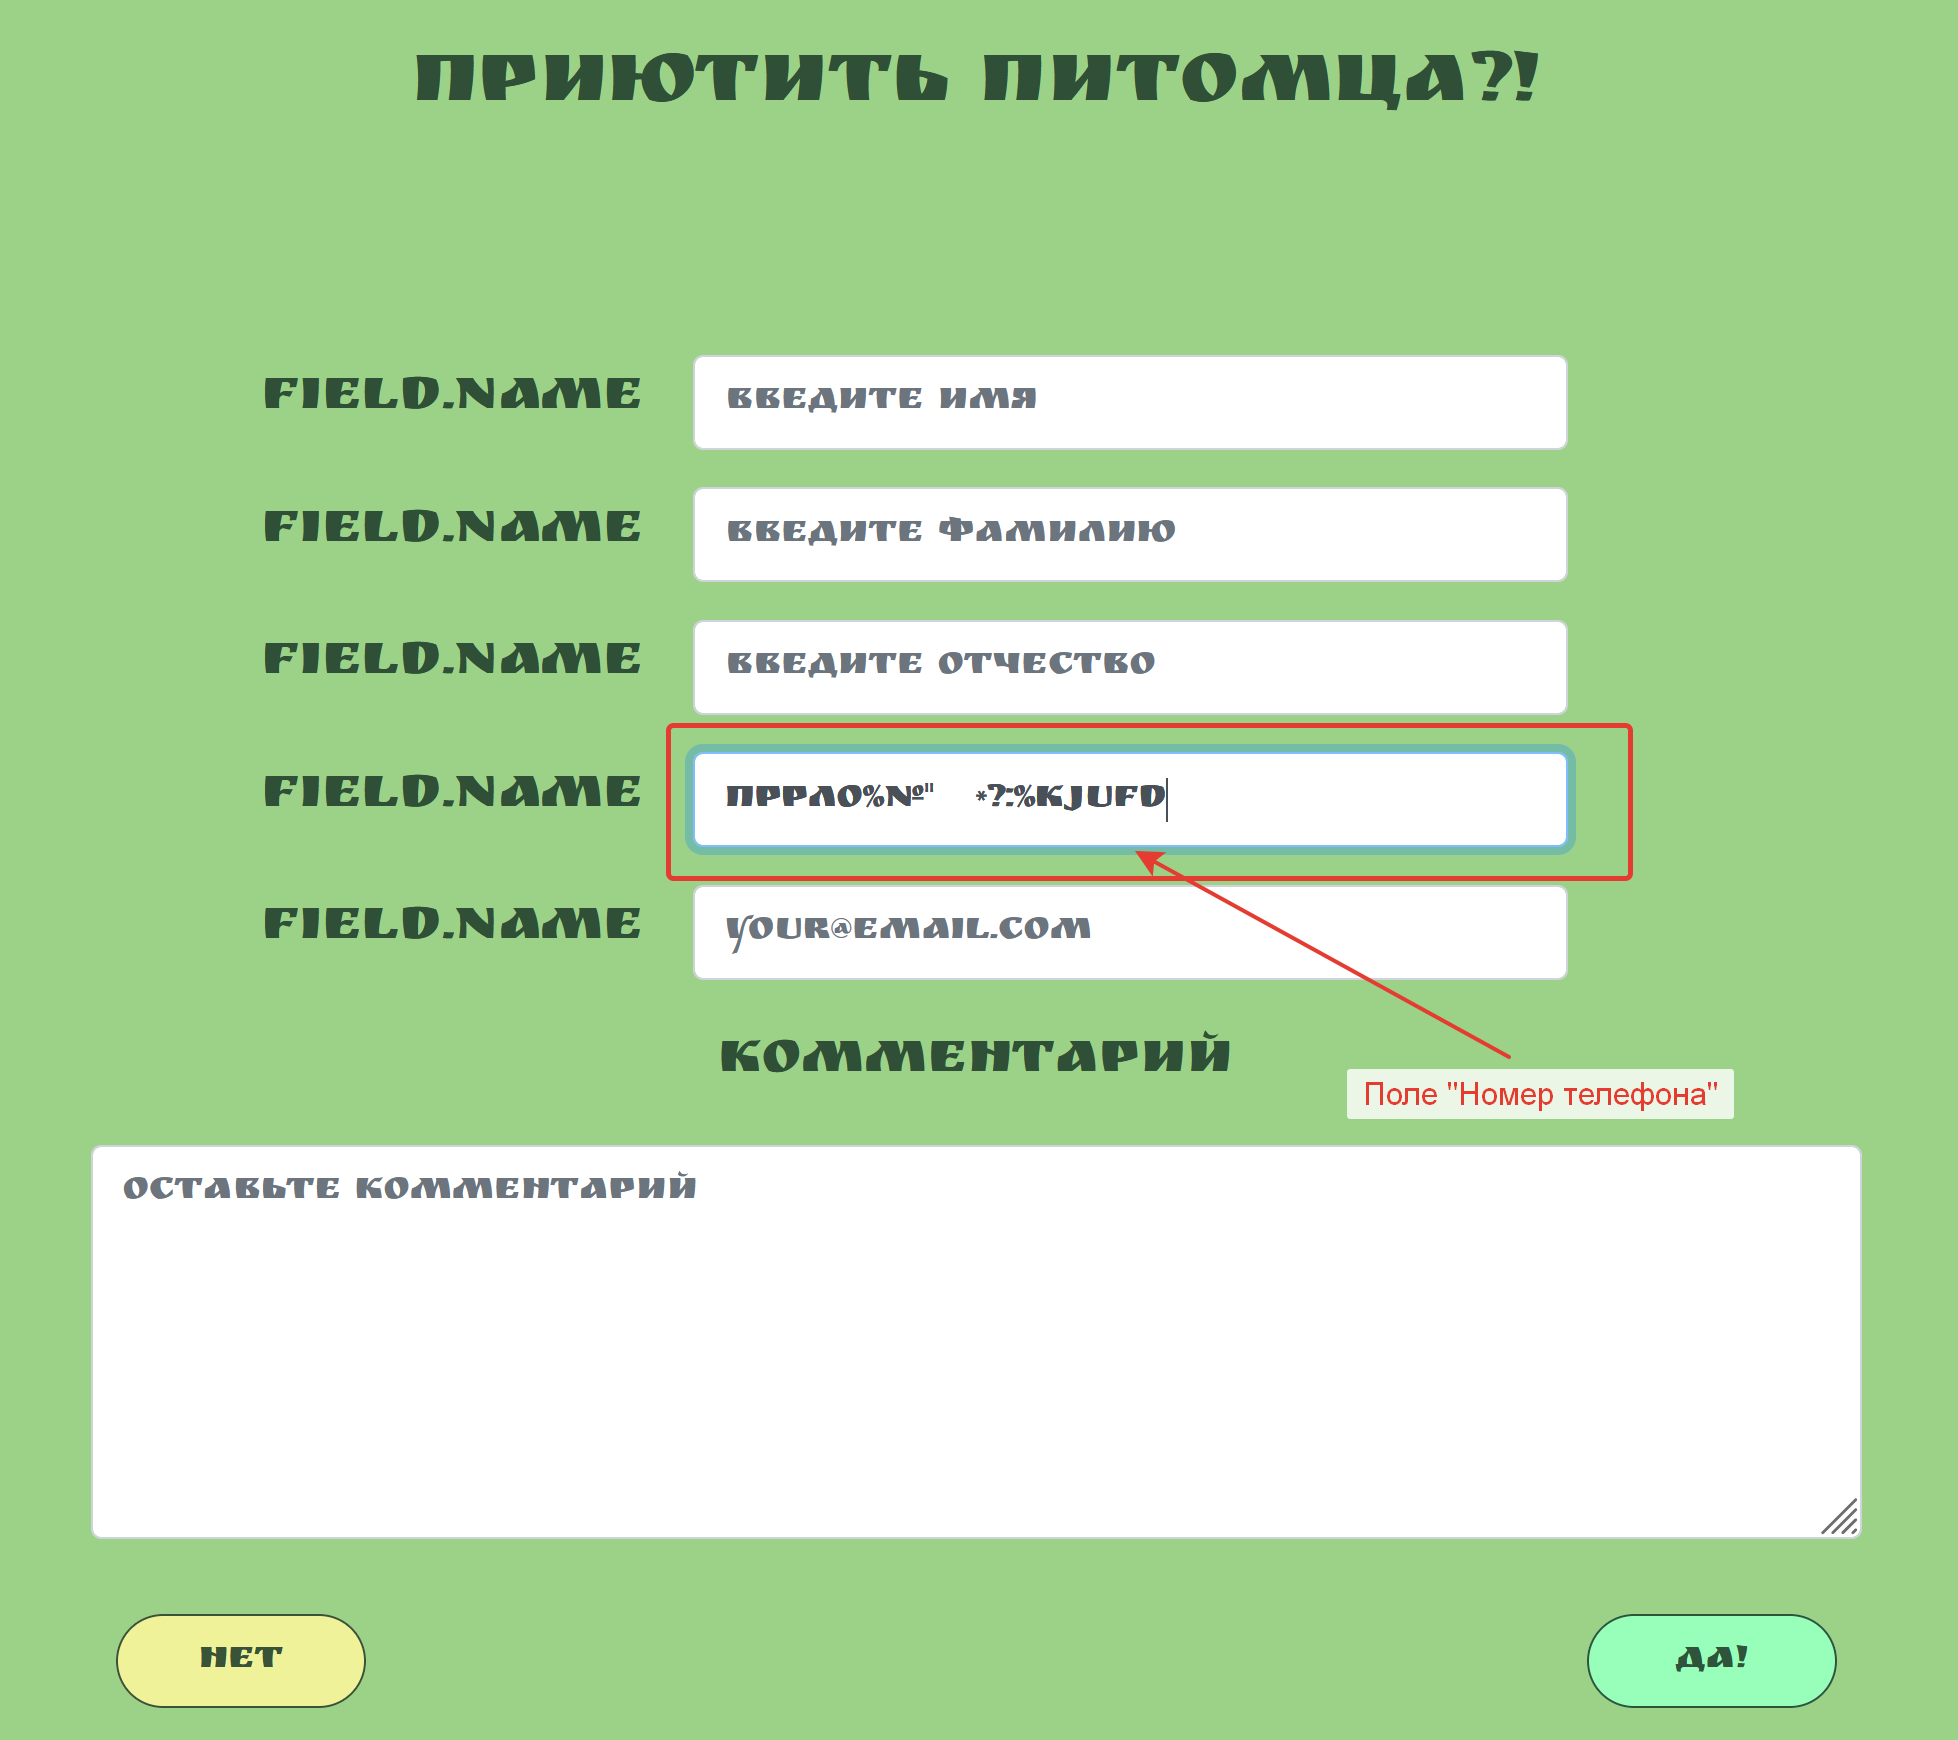 ПРИЮТИТЬ ПИТОМЦА?!
FIELD.NAME ВВЕДИТЕ ИМЯ
FIELD.NAME ВВЕДИТЕ ФАМИЛИЮ
FIELD.NAME ВВЕДИТЕ ОТЧЕСТВО
FIELD.NAME ПРРЛО%№" *?:%KJUFD
FIELD.NAME YOUR@EMAIL.COM
КОММЕНТАРИЙ
Поле "Номер телефона"
ОСТАВЬТЕ КОММЕНТАРИЙ
НЕТ ДА!